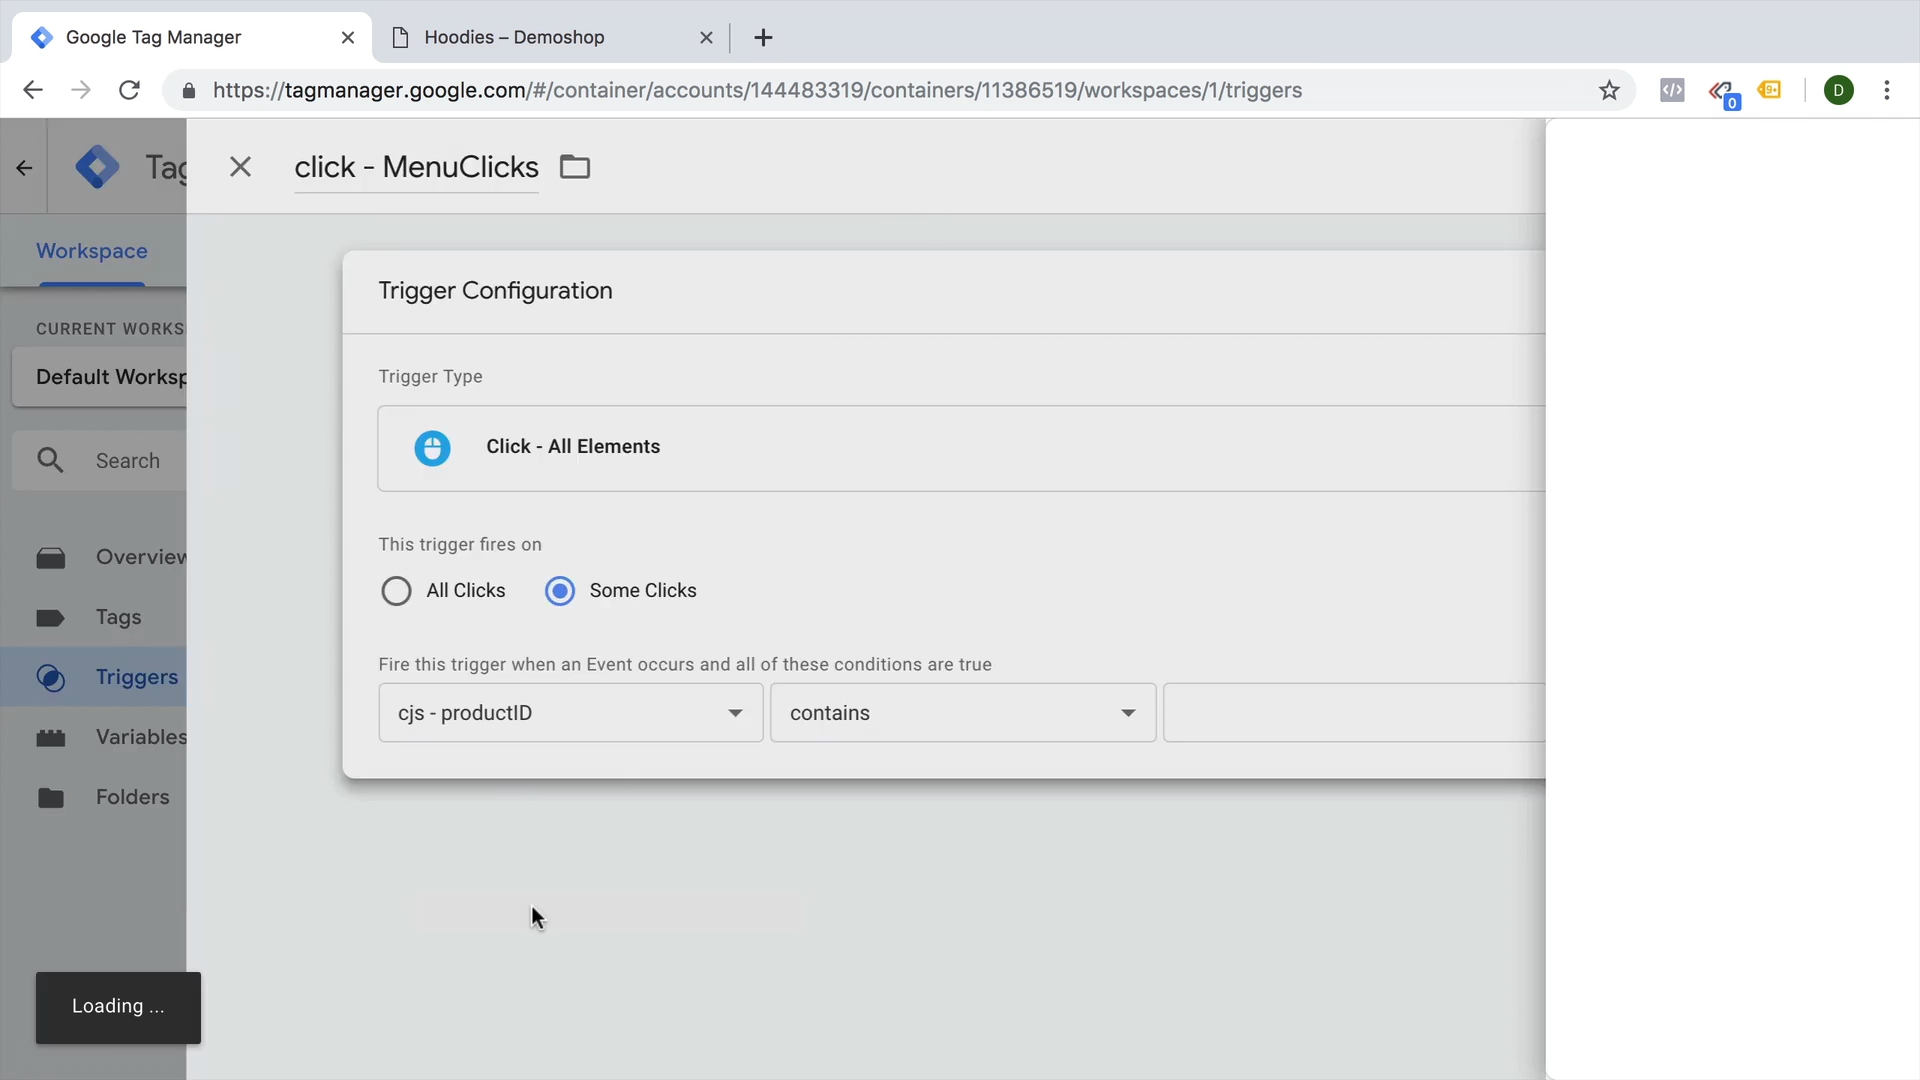 Google Tag Manager
Hoodies – Demoshop
https://tagmanager.google.com/#/container/accounts/144483319/containers/11386519/workspaces/1/triggers
0
9+
D
Tag
click - MenuClicks
Workspace
Trigger Configuration
CURRENT WORKS
Default Worksp
Trigger Type
Click - All Elements
Search
This trigger fires on
All Clicks
Some Clicks
Overview
Tags
Fire this trigger when an Event occurs and all of these conditions are true
Triggers
cjs - productID
contains
Variables
Folders
Loading ...